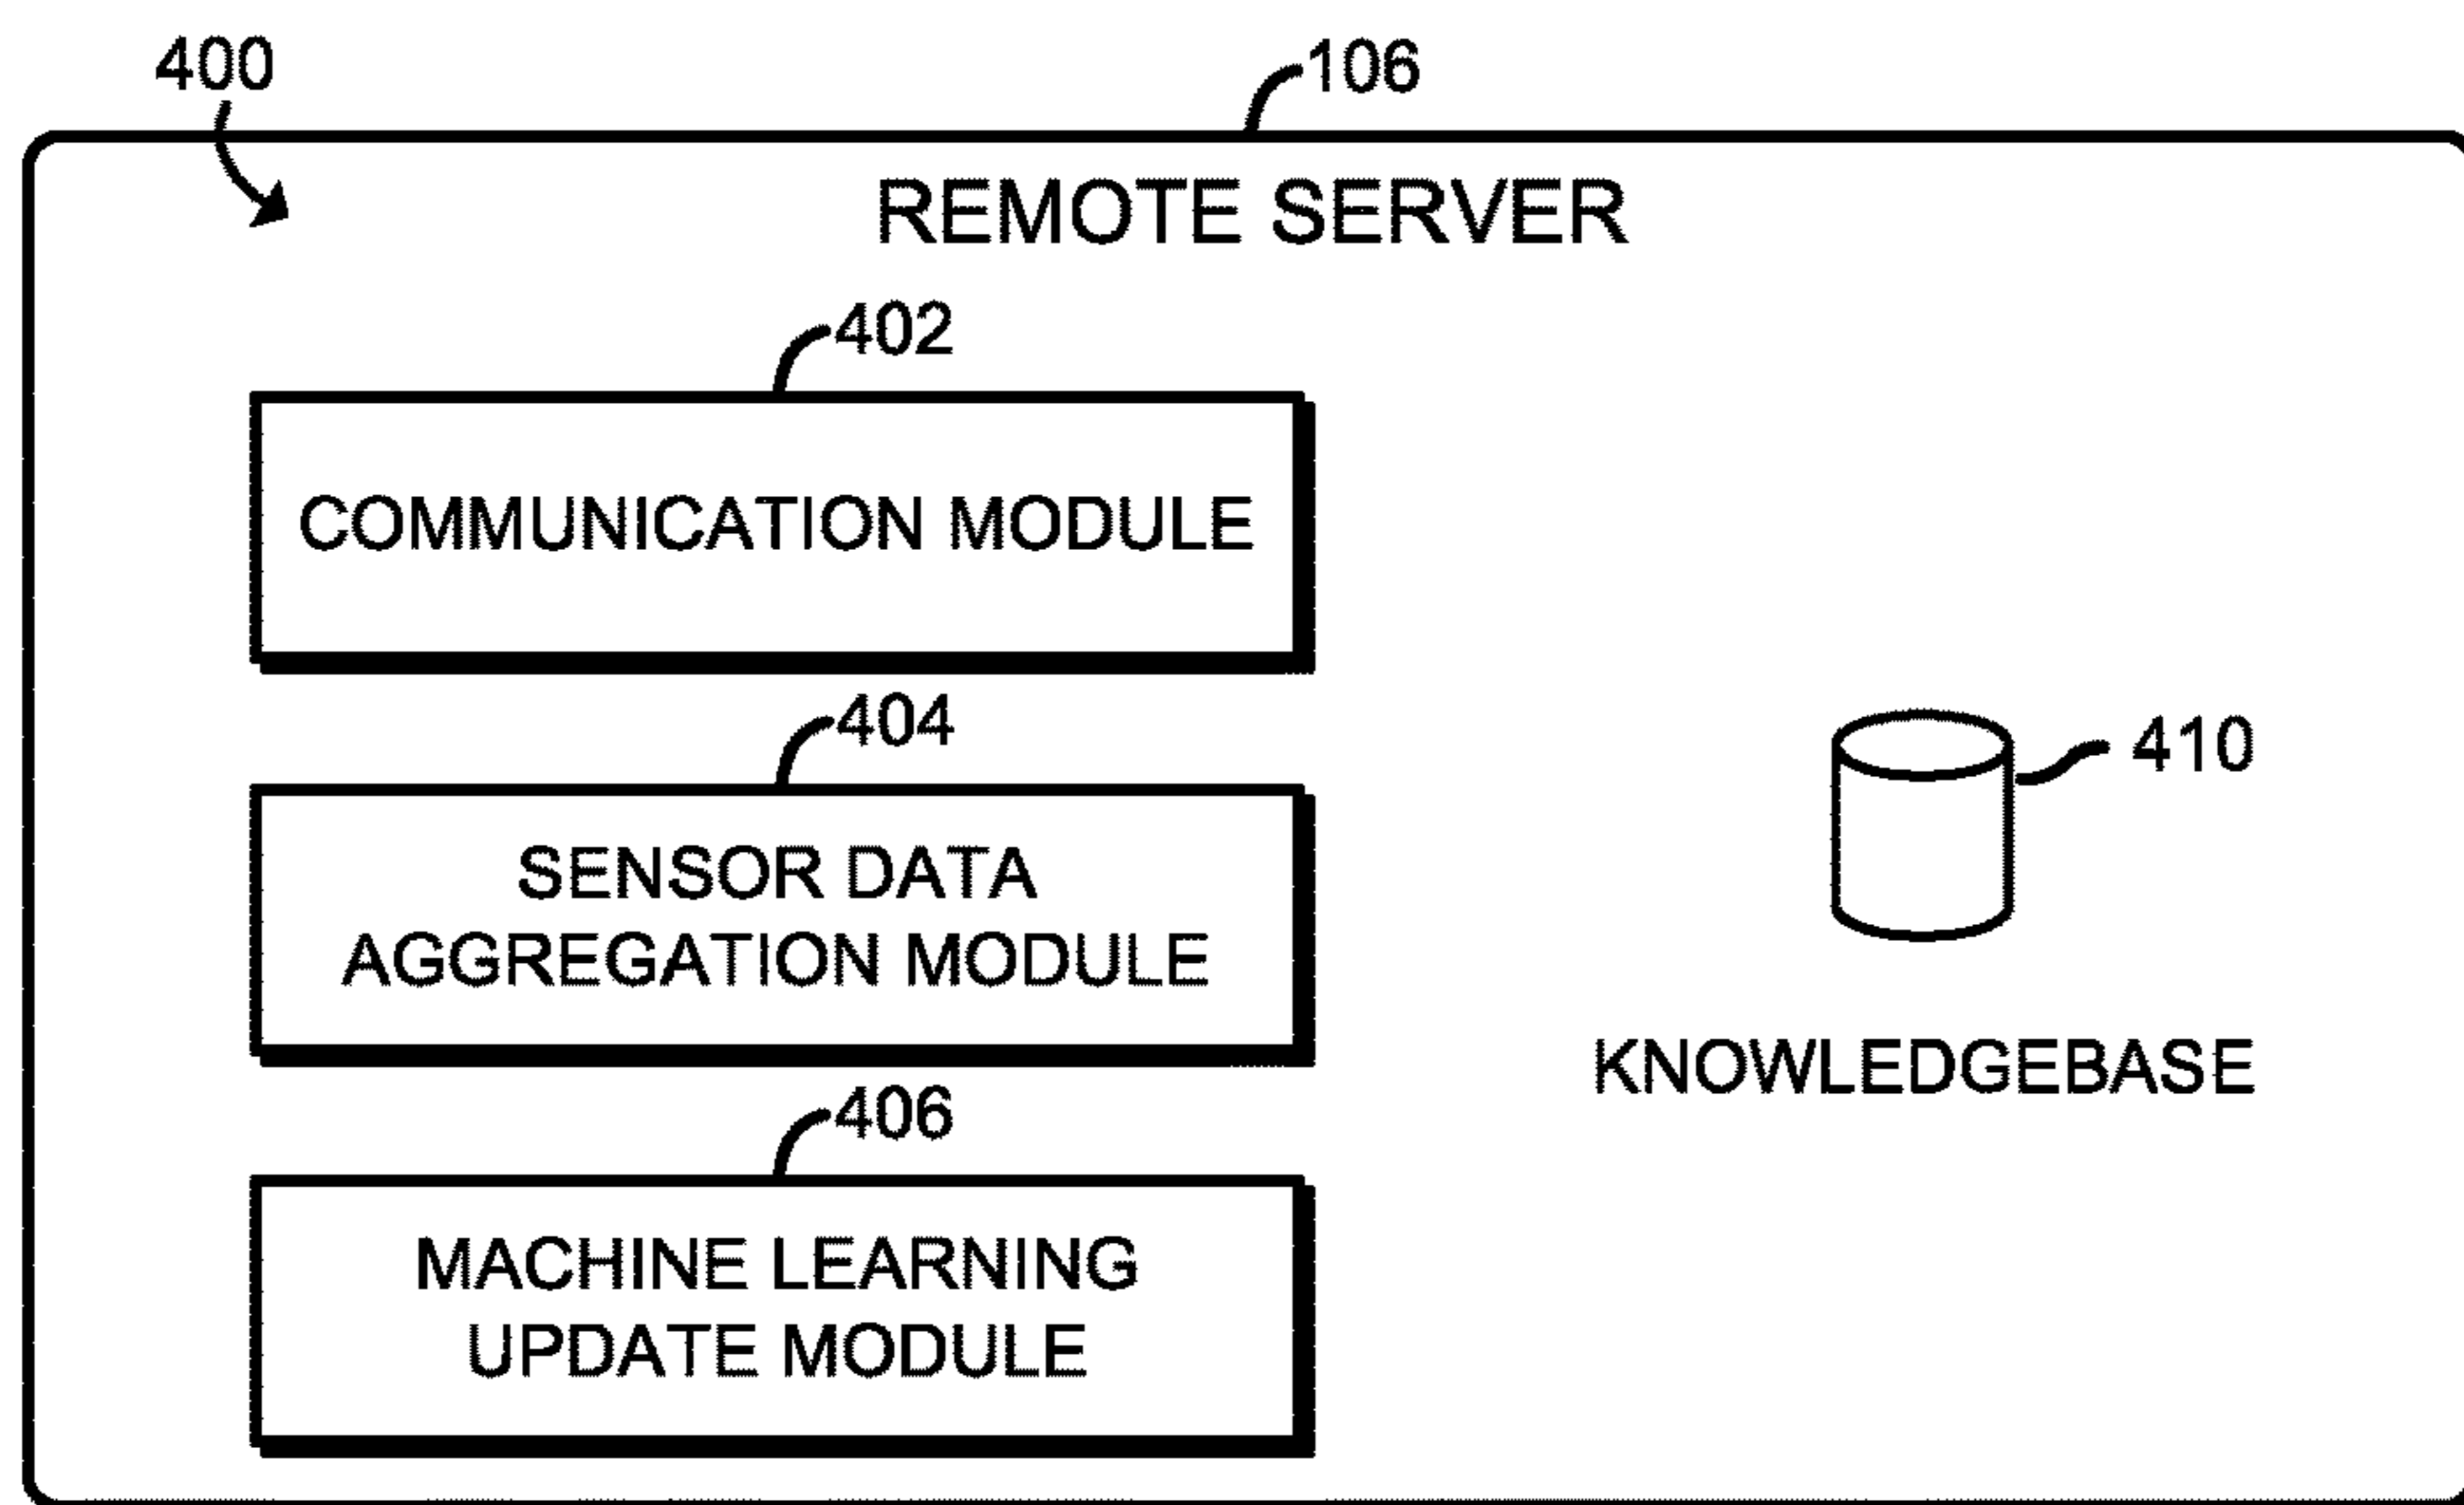 400
106
REMOTE SERVER
402
COMMUNICATION MODULE
404
410
SENSOR DATA
AGGREGATION MODULE
KNOWLEDGEBASE
406
MACHINE LEARNING
UPDATE MODULE